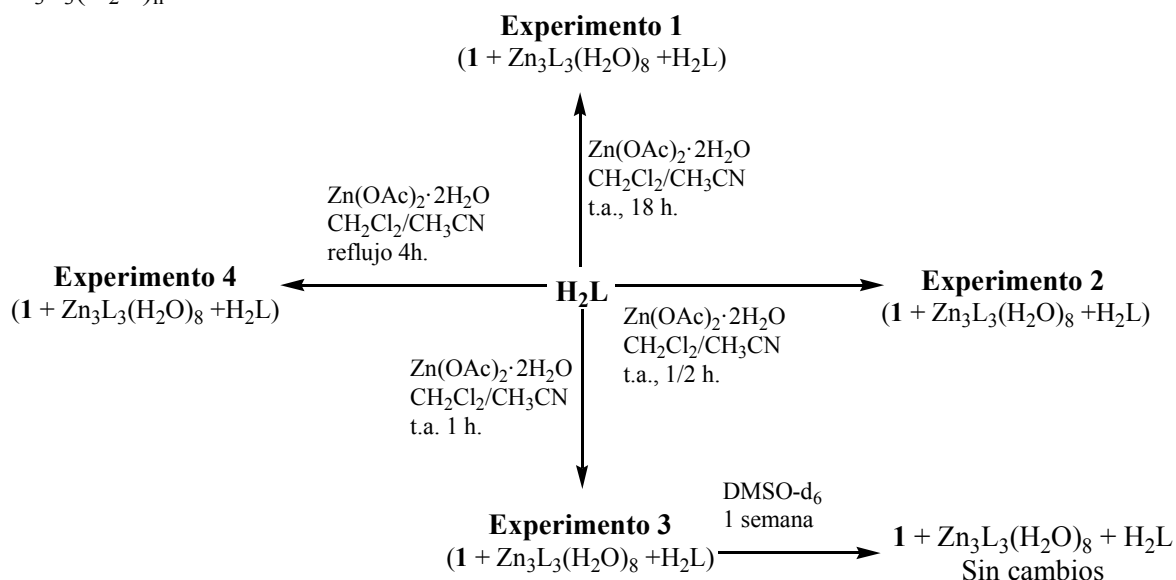 Experimento 1
(1 + Zn3L3(H2O)8 +H2L)
Zn(OAc)2·2H2O
CH2Cl2/CH3CN
t.a., 18 h.
Zn(OAc)2·2H2O
CH2Cl2/CH3CN
reflujo 4h.
Experimento 4
(1 + Zn3L3(H2O)8 +H2L)
H2L
Experimento 2
(1 + Zn3L3(H2O)8 +H2L)
Zn(OAc)2·2H2O
CH2Cl2/CH3CN
t.a., 1/2 h.
Zn(OAc)2·2H2O
CH2Cl2/CH3CN
t.a. 1 h.
Experimento 3
(1 + Zn3L3(H2O)8 +H2L)
DMSO-d6
1 semana
1 + Zn3L3(H2O)8 + H2L
Sin cambios